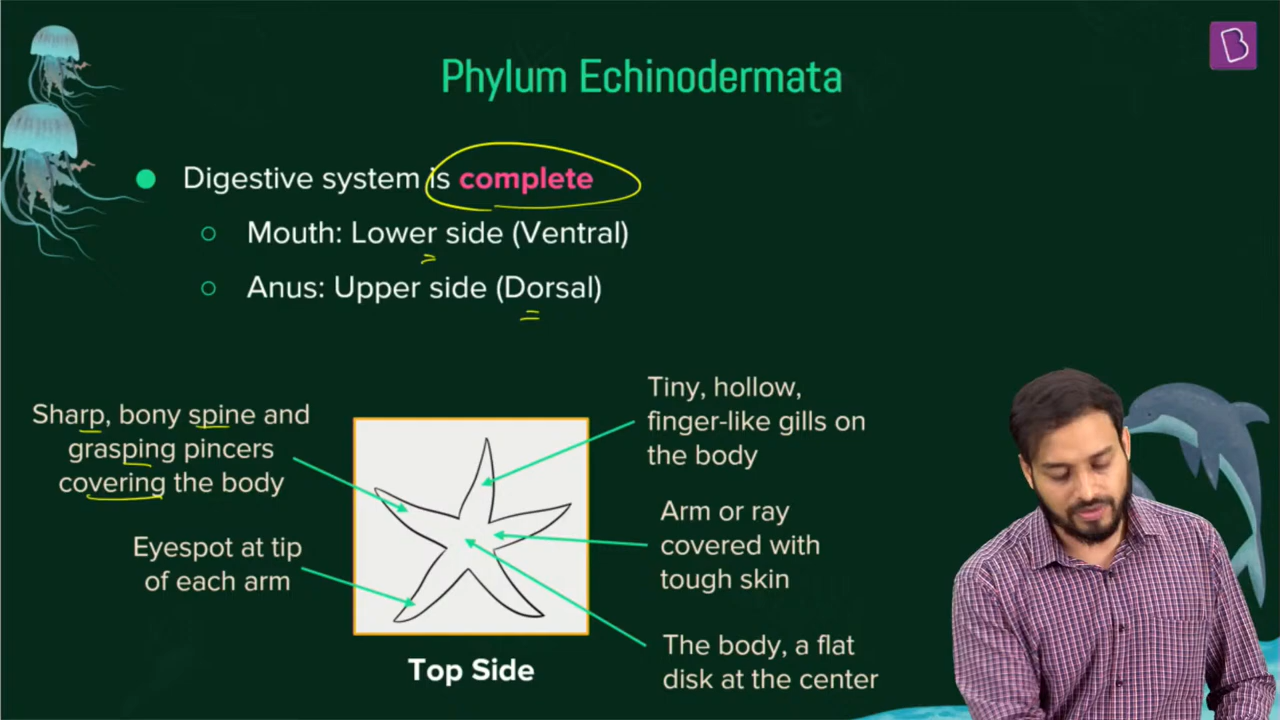 Phylum Echinodermata
Digestive system is complete
Mouth: Lower side (Ventral)
Anus: Upper side (Dorsal)
Sharp, bony spine and
grasping pincers
covering the body
Eyespot at tip
of each arm
Tiny, hollow,
finger-like gills on
the body
Arm or ray
covered with
tough skin
The body, a flat
disk at the center
Top Side